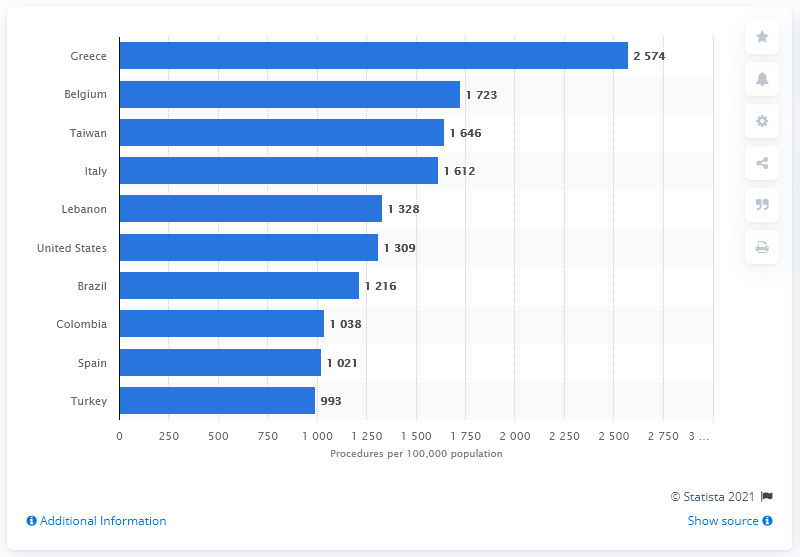 Greece 2 574
Belgium 1 723
Taiwan 1 646
Italy 1 612
Lebanon 1 328
United States 1 309
Brazil 1 216
Colombia 1 038
Spain 1 021
Turkey 993
0 250 500 750 1 000 1 250 1 500 1 750 2 000 2 250 2 500 2 750 3 ...
Procedures per 100,000 population
© Statista 2021
Additional Information Show source